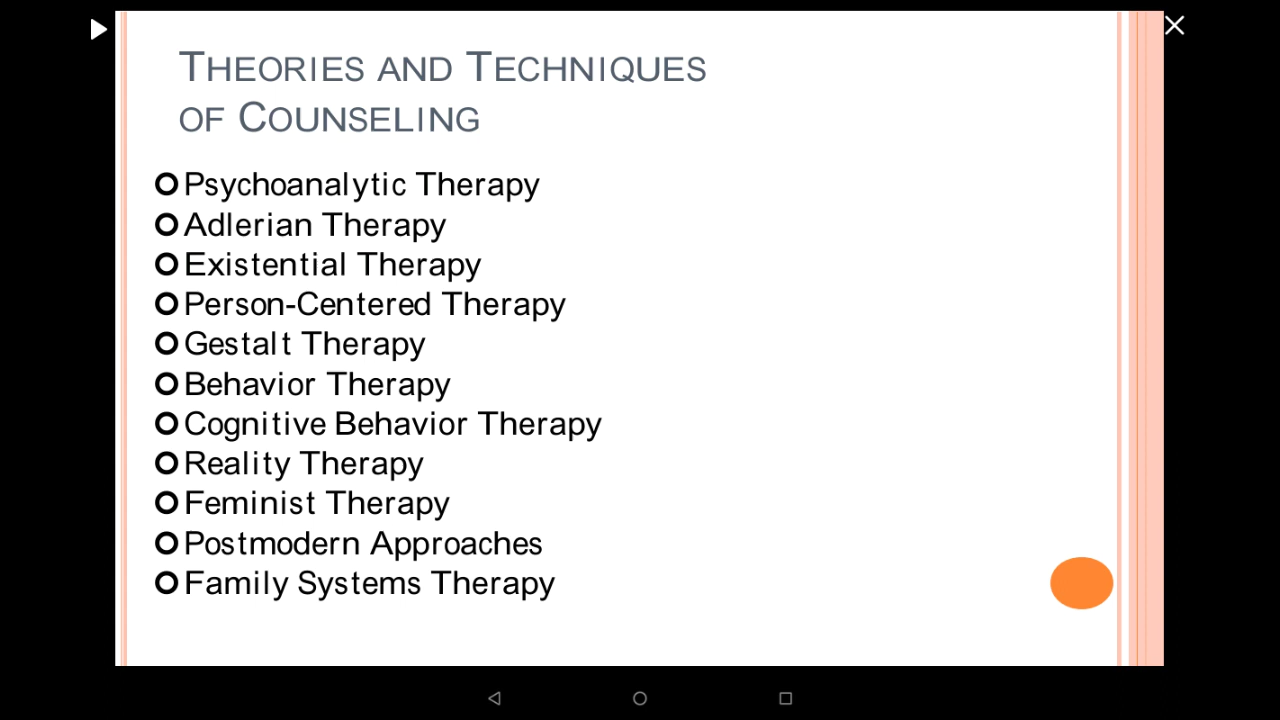 THEORIES AND TECHNIQUES
OF COUNSELING
Psychoanalytic Therapy
Adlerian Therapy
Existential Therapy
Person-Centered Therapy
Gestalt Therapy
Behavior Therapy
Cognitive Behavior Therapy
Reality Therapy
Feminist Therapy
Postmodern Approaches
Family Systems Therapy